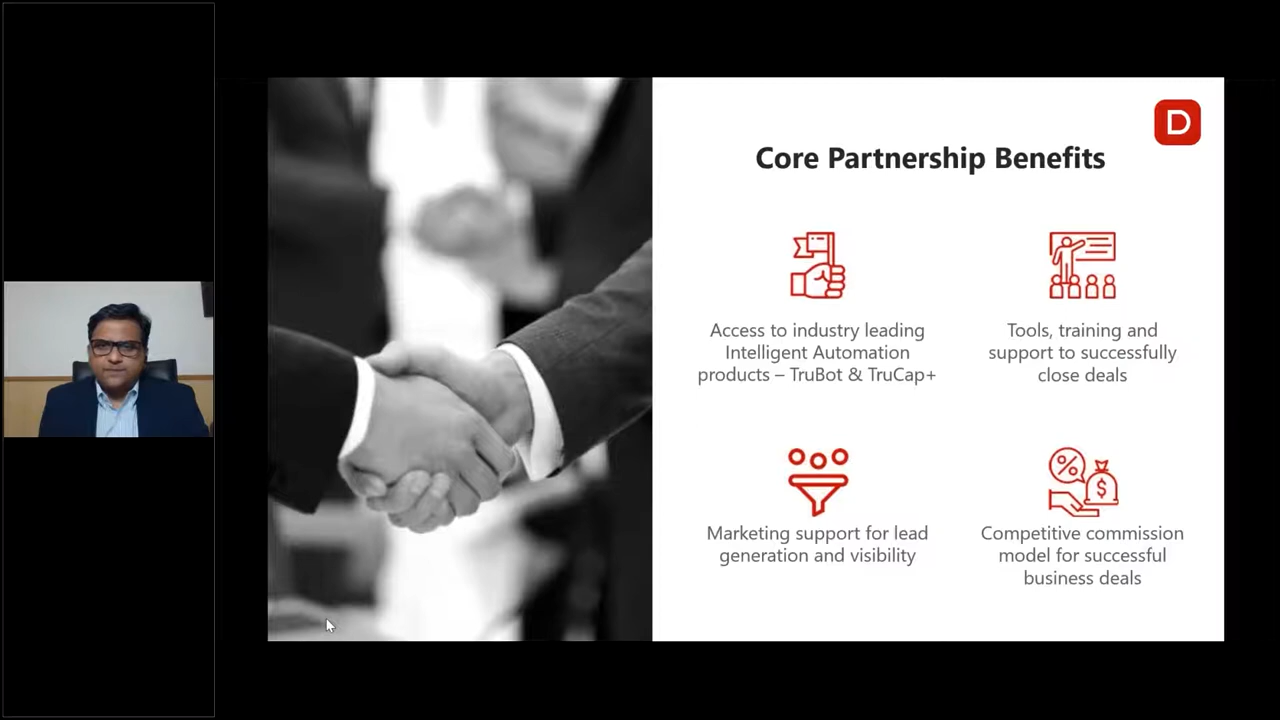 D
Core Partnership Benefits
Access to industry leading
Intelligent Automation
products – TruBot & TruCap+
Tools, training and
support to successfully
close deals
Marketing support for lead
generation and visibility
%
$
Competitive commission
model for successful
business deals